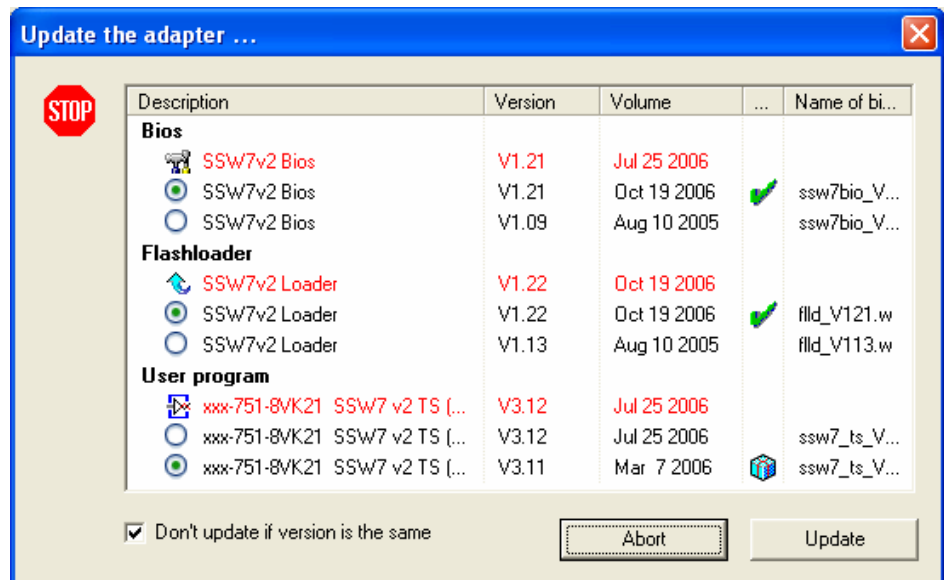 Update the adapter ...
STOP
Description Version Volume ... Name of bi...
Bios
SSW7v2 Bios V1.21 Jul 25 2006
SSW7v2 Bios V1.21 Oct 19 2006 ssw7bio_V...
SSW7v2 Bios V1.09 Aug 10 2005 ssw7bio_V...
Flashloader
SSW7v2 Loader V1.22 Oct 19 2006
SSW7v2 Loader V1.22 Oct 19 2006 flld_V121.w
SSW7v2 Loader V1.13 Aug 10 2005 flld_V113.w
User program
xxx-751-8VK21 SSW7 v2 TS (... V3.12 Jul 25 2006
xxx-751-8VK21 SSW7 v2 TS (... V3.12 Jul 25 2006 ssw7_ts_V...
xxx-751-8VK21 SSW7 v2 TS (... V3.11 Mar 7 2006 ssw7_ts_V...
Don't update if version is the same Abort Update